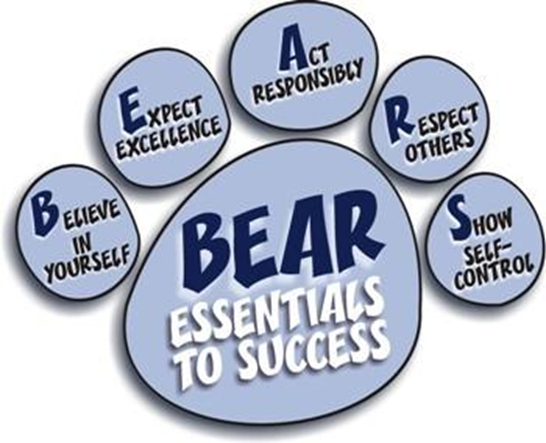 BELIEVE
IN
YOURSELF
EXPECT
EXCELLENCE
ACT
RESPONSIBLY
RESPECT
OTHERS
SHOW
SELF-
CONTROL
BEAR
ESSENTIALS
TO SUCCESS